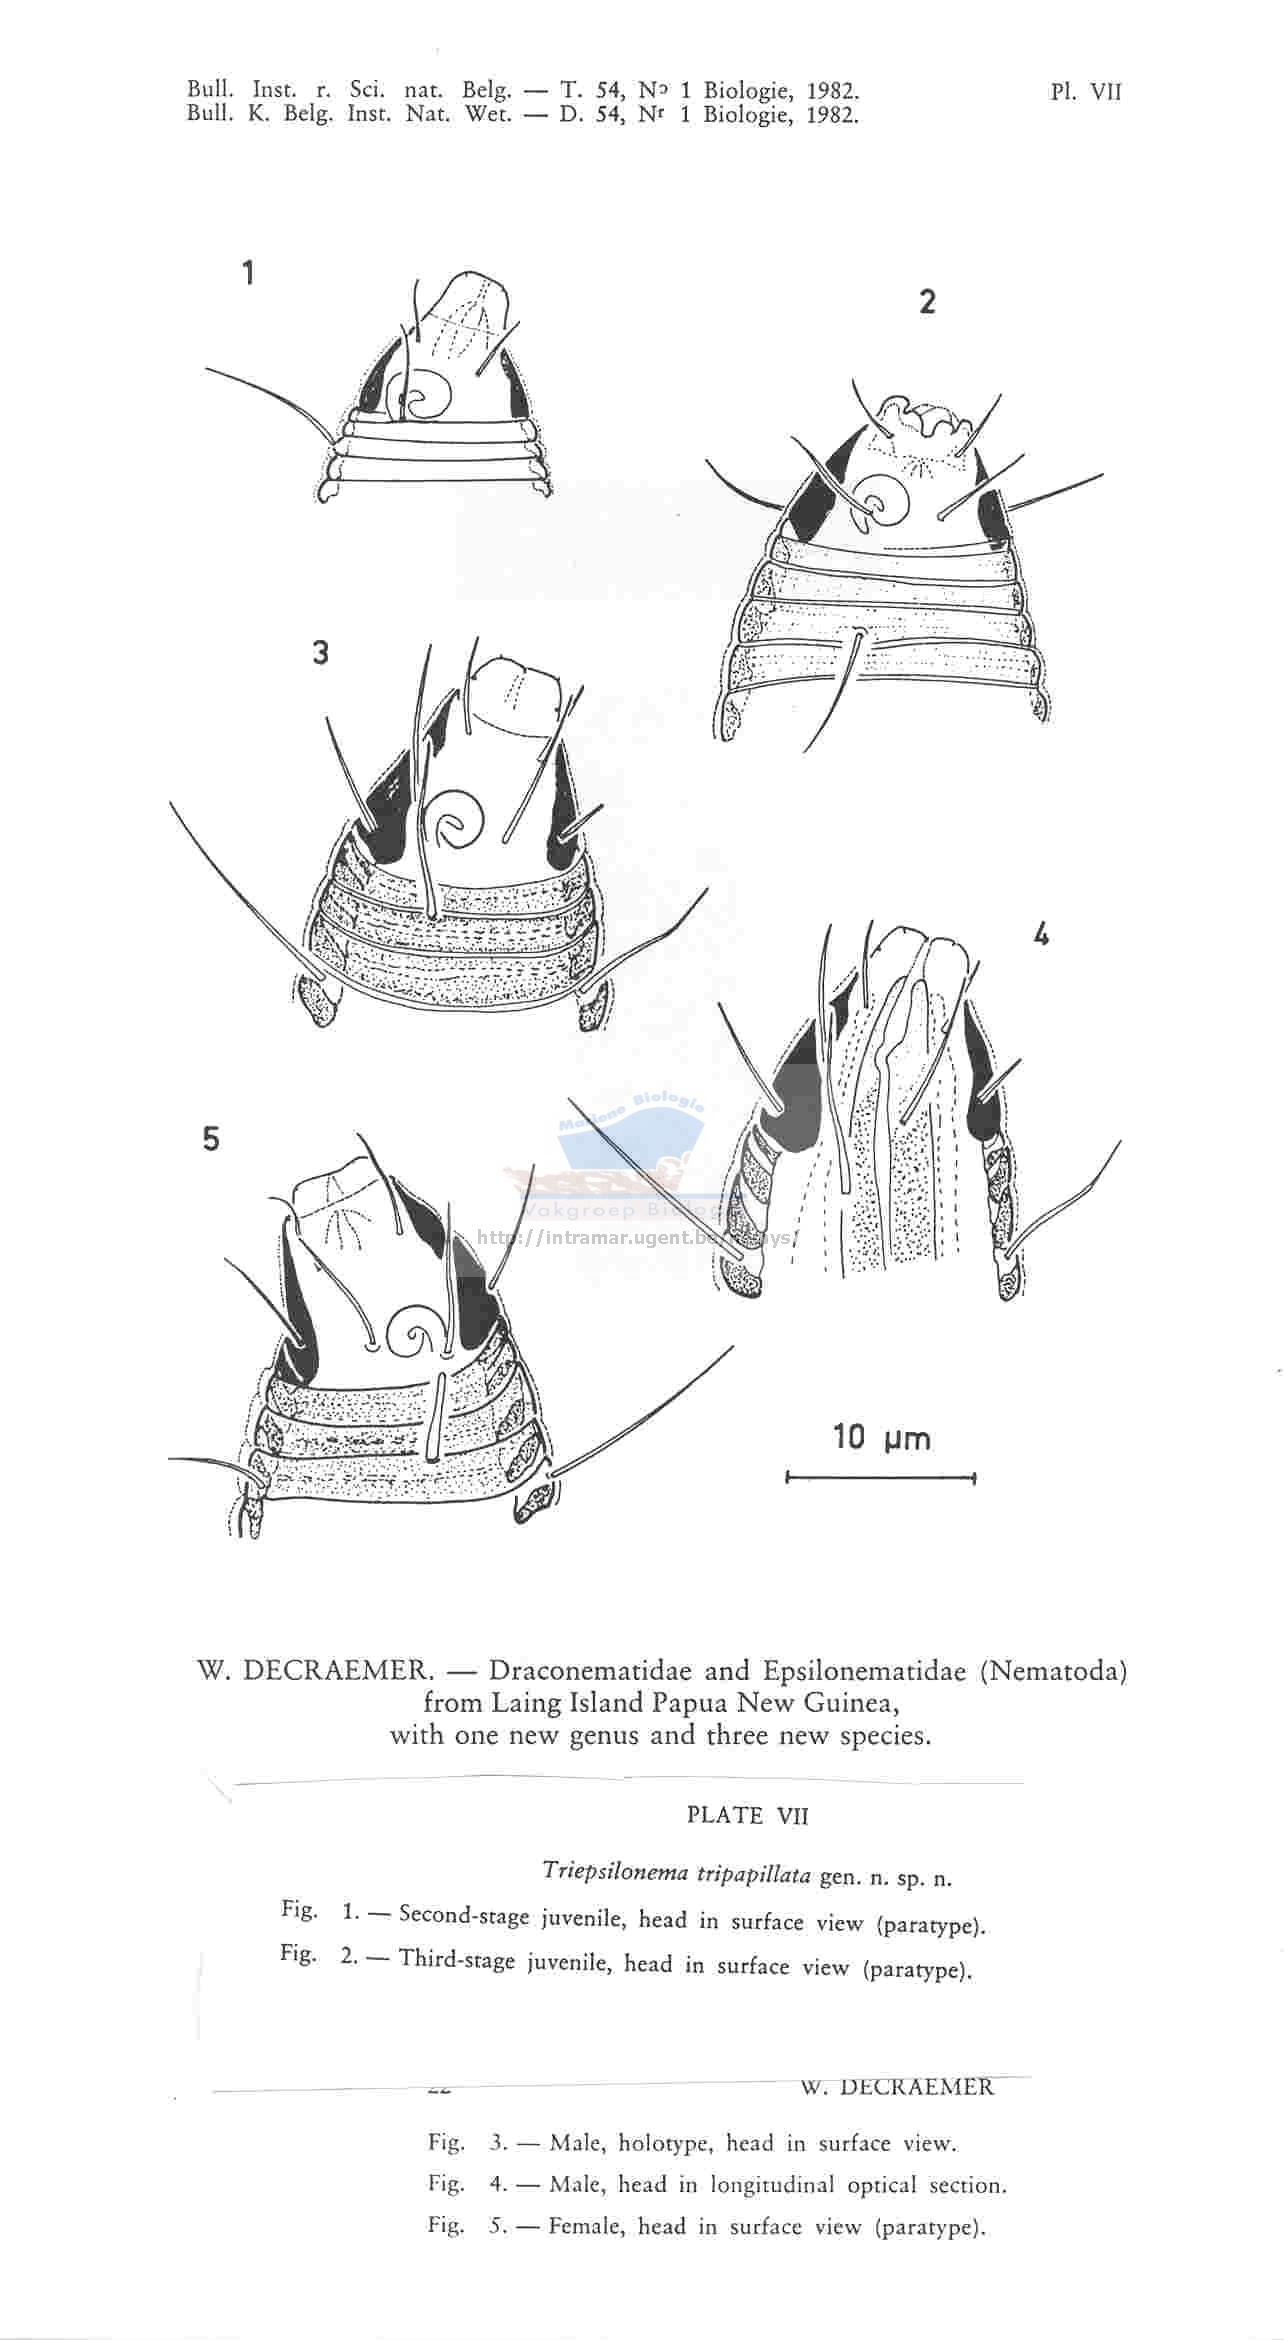 Bull. Inst. r. Sci. nat. Belg. — T. 54, Nº 1 Biologie, 1982.
Pl. VII
Bull. K. Belg. Inst. Nat. Wet. — D. 54, Nr 1 Biologie, 1982.
1
2
3
4
Mariene Biologie
5
Vakgroep Biologie
http://intramar.ugent.be/
10 µm
W. DECRAEMER. — Draconematidae and Epsilonematidae (Nematoda)
from Laing Island Papua New Guinea,
with one new genus and three new species.
PLATE VII
Triepsilonema tripapillata gen. n. sp. n.
Fig. 1. — Second-stage juvenile, head in surface view (paratype).
Fig. 2. — Third-stage juvenile, head in surface view (paratype).
W. DECRAEMER
Fig. 3. — Male, holotype, head in surface view.
Fig. 4. — Male, head in longitudinal optical section.
Fig. 5. — Female, head in surface view (paratype).